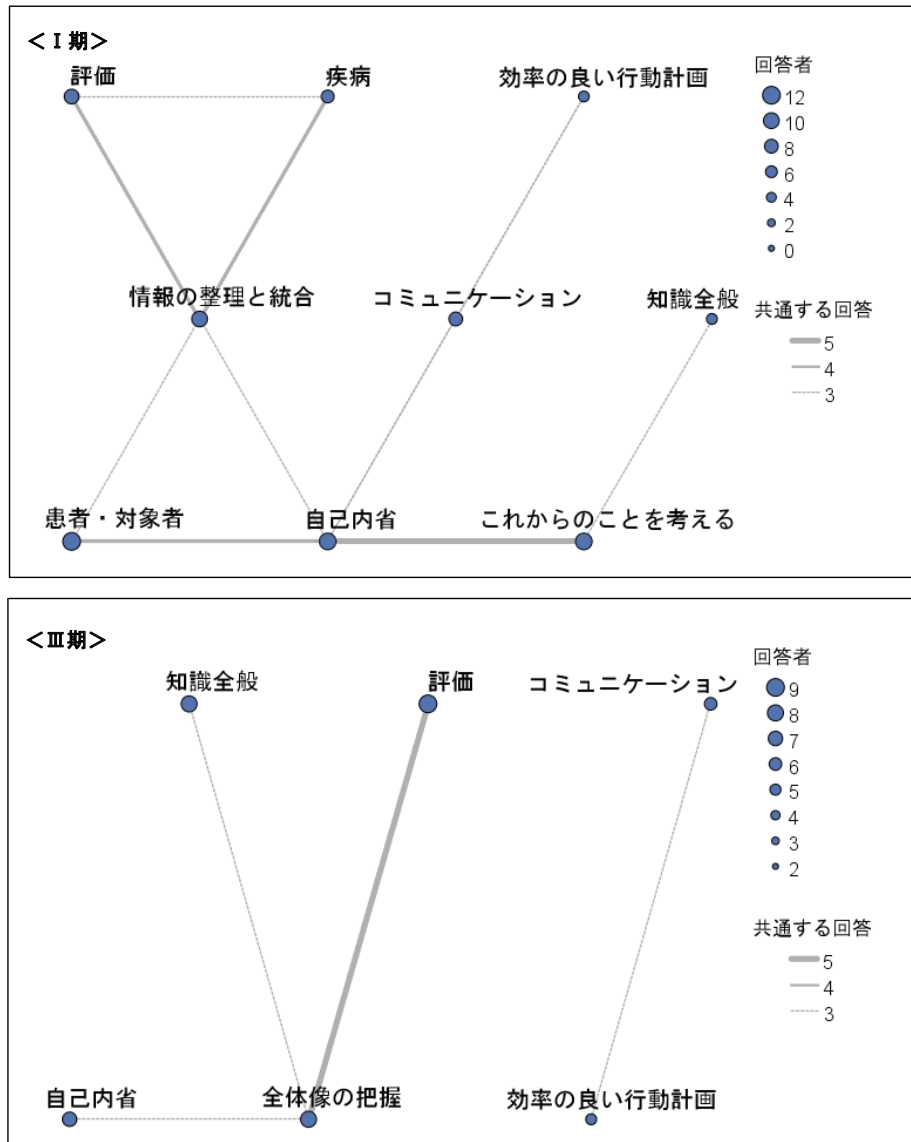 ＜Ⅰ期＞
評価
疾病
効率の良い行動計画
情報の整理と統合
コミュニケーション
知識全般
患者・対象者
自己内省
これからのことを考える
回答者
12
10
8
6
4
2
0
共通する回答
5
4
3
＜Ⅲ期＞
知識全般
評価
コミュニケーション
自己内省
全体像の把握
効率の良い行動計画
回答者
9
8
7
6
5
4
3
2
共通する回答
5
4
3